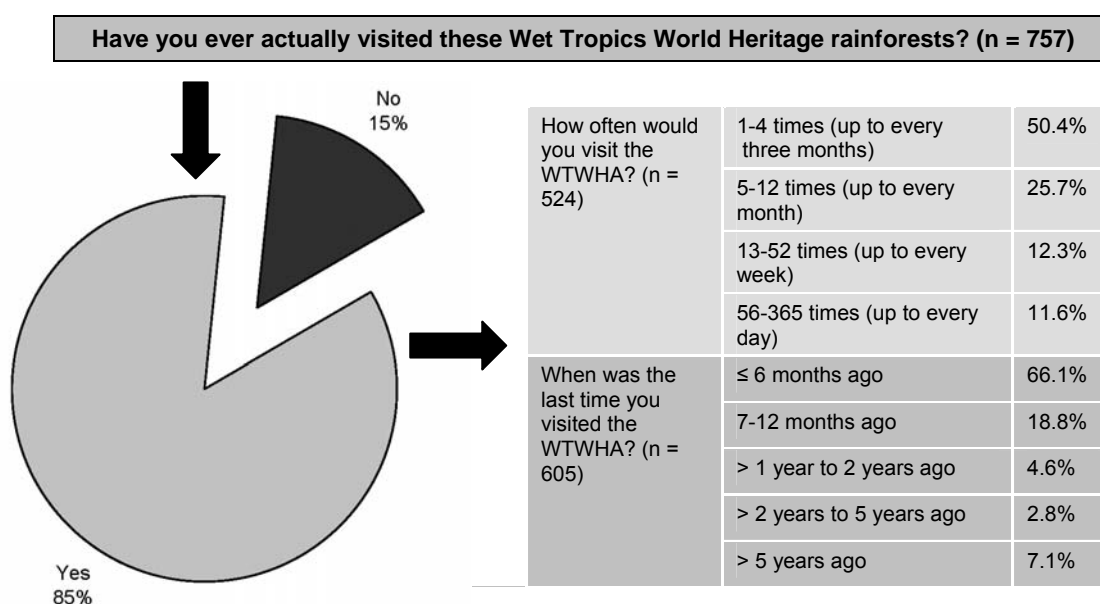 Have you ever actually visited these Wet Tropics World Heritage rainforests? (n = 757)
No
15%
Yes
85%
How often would
you visit the
WTWHA? (n =
524)
1-4 times (up to every
three months)
50.4%
5-12 times (up to every
month)
25.7%
13-52 times (up to every
week)
12.3%
56-365 times (up to every
day)
11.6%
When was the
last time you
visited the
WTWHA? (n =
605)
≤ 6 months ago
66.1%
7-12 months ago
18.8%
> 1 year to 2 years ago
4.6%
> 2 years to 5 years ago
2.8%
> 5 years ago
7.1%